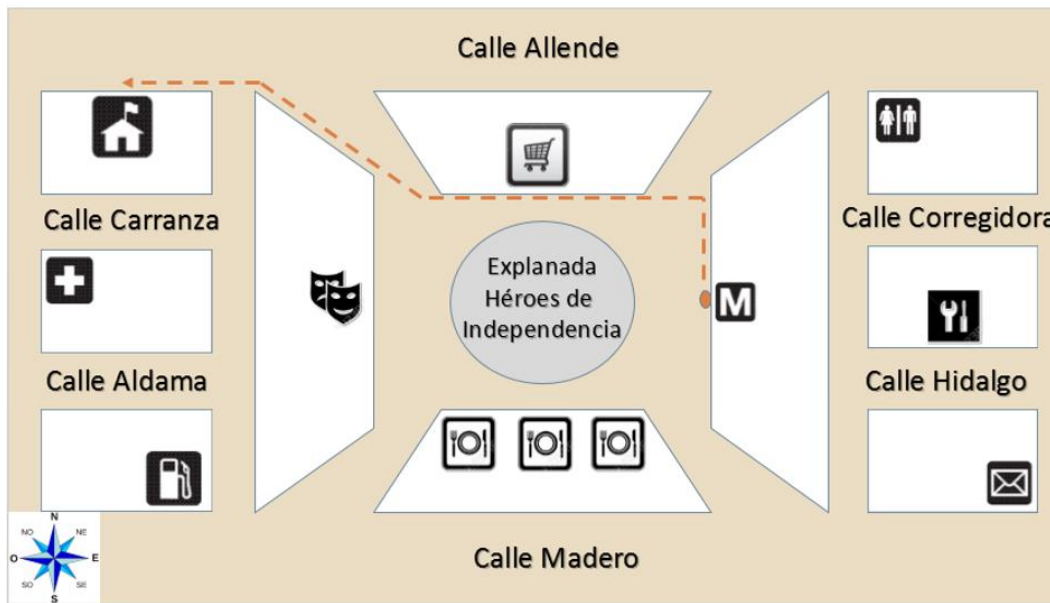 Calle Allende
Calle Carranza
Calle Corregidora
Explanada
Héroes de
Independencia
M
Calle Aldama
Calle Hidalgo
Calle Madero
N
NO
NE
O
E
SO
SE
S